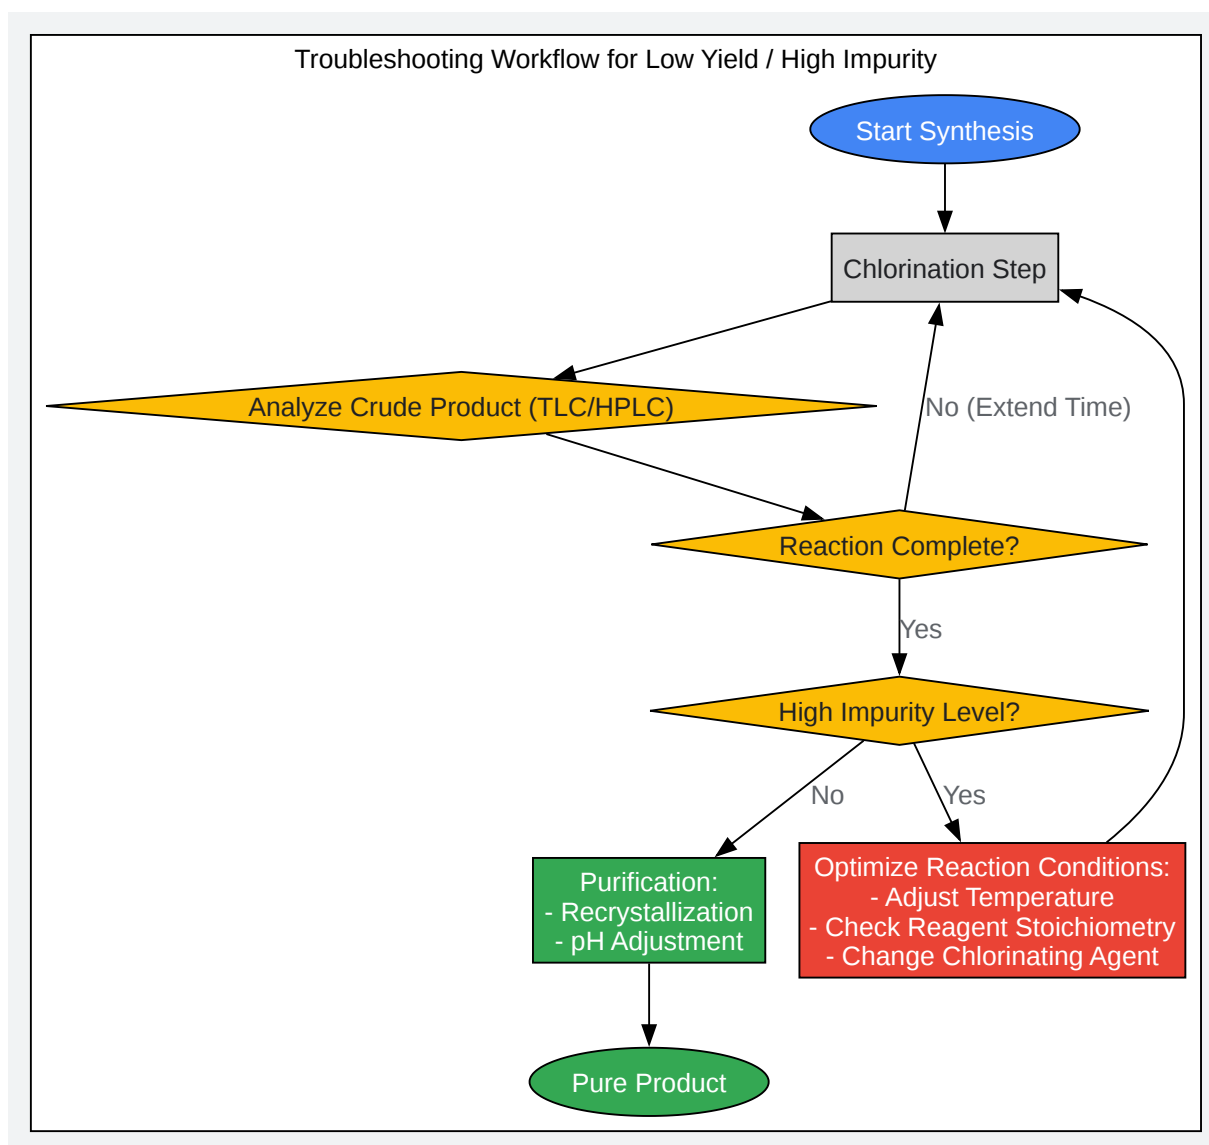 Troubleshooting Workflow for Low Yield / High Impurity
Start Synthesis
Chlorination Step
Analyze Crude Product (TLC/HPLC)
No (Extend Time)
Reaction Complete?
Yes
High Impurity Level?
No
Yes
Purification:
- Recrystallization
- pH Adjustment
Optimize Reaction Conditions:
- Adjust Temperature
- Check Reagent Stoichiometry
- Change Chlorinating Agent
Pure Product